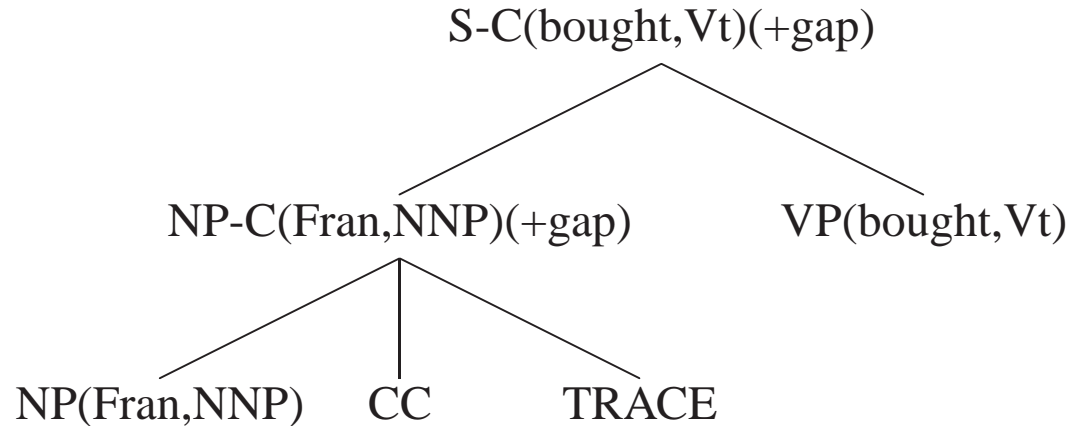 S-C(bought,Vt)(+gap)
NP-C(Fran,NNP)(+gap) VP(bought,Vt)
NP(Fran,NNP) CC TRACE